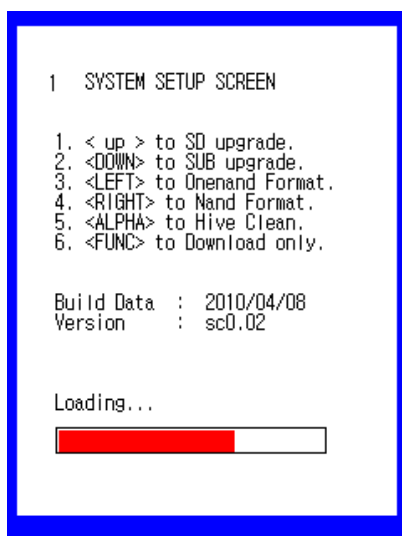 1 SYSTEM SETUP SCREEN
1. < up > to SD upgrade.
2. <DOWN> to SUB upgrade.
3. <LEFT> to Onenand Format.
4. <RIGHT> to Nand Format.
5. <ALPHA> to Hive Clean.
6. <FUNC> to Download only.
Build Data : 2010/04/08
Version : sc0.02
Loading...